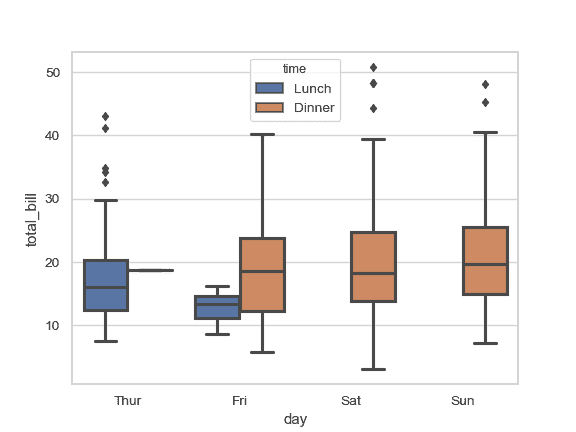 time
Lunch
Dinner
50
40
30
20
10
total_bill
Thur Fri Sat Sun
day